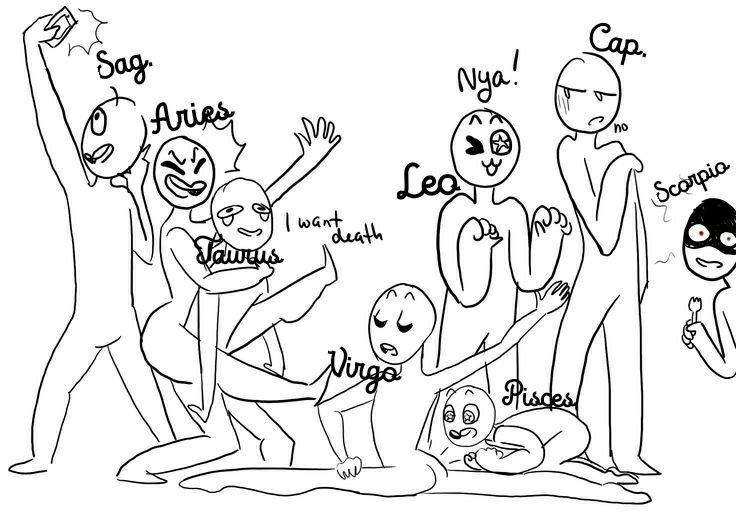 Sag.
Aries
Taurus
I want
death
Virgo
Nya!
Leo
Cap.
no
Scorpio
Pisces